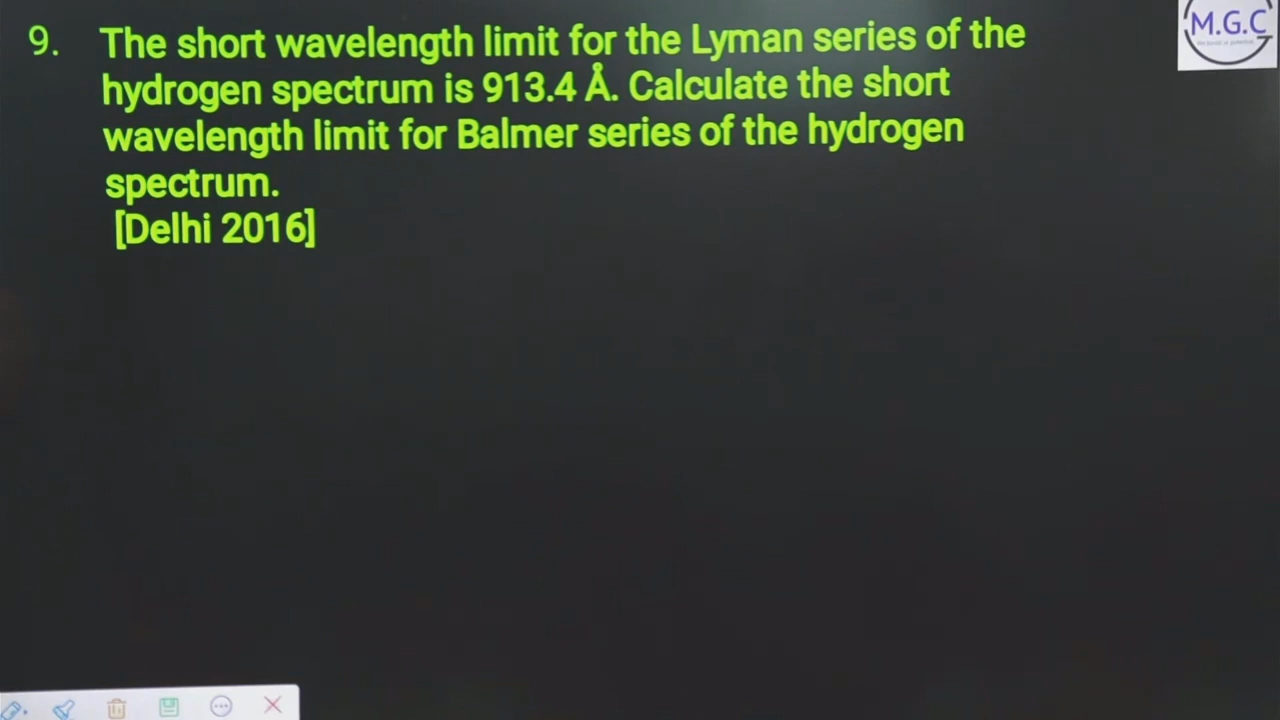 9. The short wavelength limit for the Lyman series of the
hydrogen spectrum is 913.4 Å. Calculate the short
wavelength limit for Balmer series of the hydrogen
spectrum.
[Delhi 2016]
M.G.C